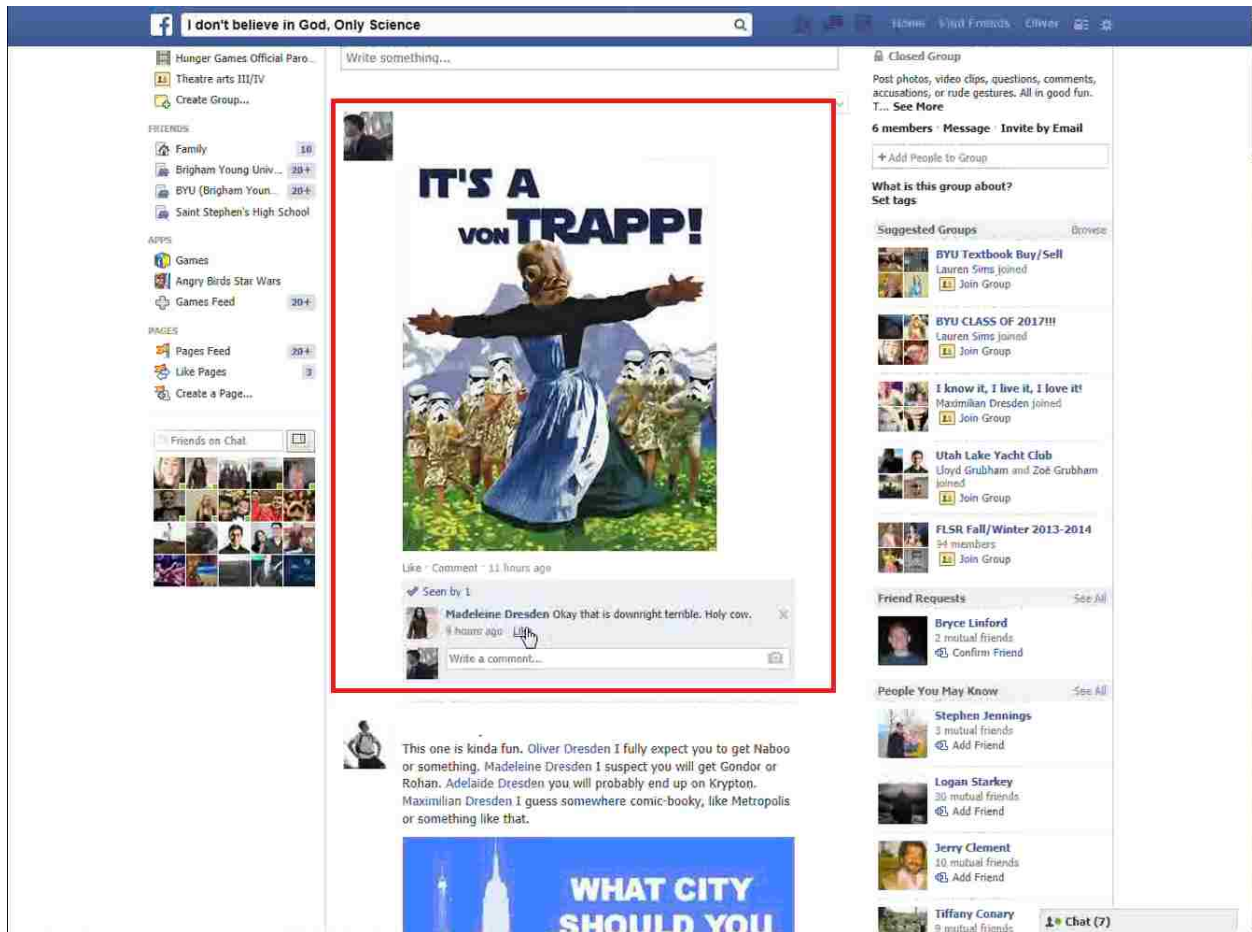 I don't believe in God, Only Science
Home Find Friends Oliver
Hunger Games Official Paro...
Theatre arts III/IV
Create Group...
FRIENDS
Family 10
Brigham Young Univ... 20+
BYU (Brigham Youn... 20+
Saint Stephen's High School
APPS
Games
Angry Birds Star Wars
Games Feed 20+
PAGES
Pages Feed 20+
Like Pages 3
Create a Page...
Friends on Chat
Write something...
IT'S A
VON TRAPP!
Like · Comment · 11 hours ago
Seen by 1
Madeleine Dresden Okay that is downright terrible. Holy cow.
9 hours ago · Like
Write a comment...
This one is kinda fun. Oliver Dresden I fully expect you to get Naboo
or something. Madeleine Dresden I suspect you will get Gondor or
Rohan. Adelaide Dresden you will probably end up on Krypton.
Maximilian Dresden I guess somewhere comic-booky, like Metropolis
or something like that.
WHAT CITY
SHOULD YOU
Closed Group
Post photos, video clips, questions, comments,
accusations, or rude gestures. All in good fun.
T... See More
6 members · Message · Invite by Email
+ Add People to Group
What is this group about?
Set tags
Suggested Groups Browse
BYU Textbook Buy/Sell
Lauren Sims joined
Join Group
BYU CLASS OF 2017!!!
Lauren Sims joined
Join Group
I know it, I live it, I love it!
Maximilian Dresden joined
Join Group
Utah Lake Yacht Club
Lloyd Grubham and Zoë Grubham
joined
Join Group
FLSR Fall/Winter 2013-2014
94 members
Join Group
Friend Requests See All
Bryce Linford
2 mutual friends
Confirm Friend
People You May Know See All
Stephen Jennings
3 mutual friends
Add Friend
Logan Starkey
30 mutual friends
Add Friend
Jerry Clement
10 mutual friends
Add Friend
Tiffany Conary
9 mutual friends
Chat (7)